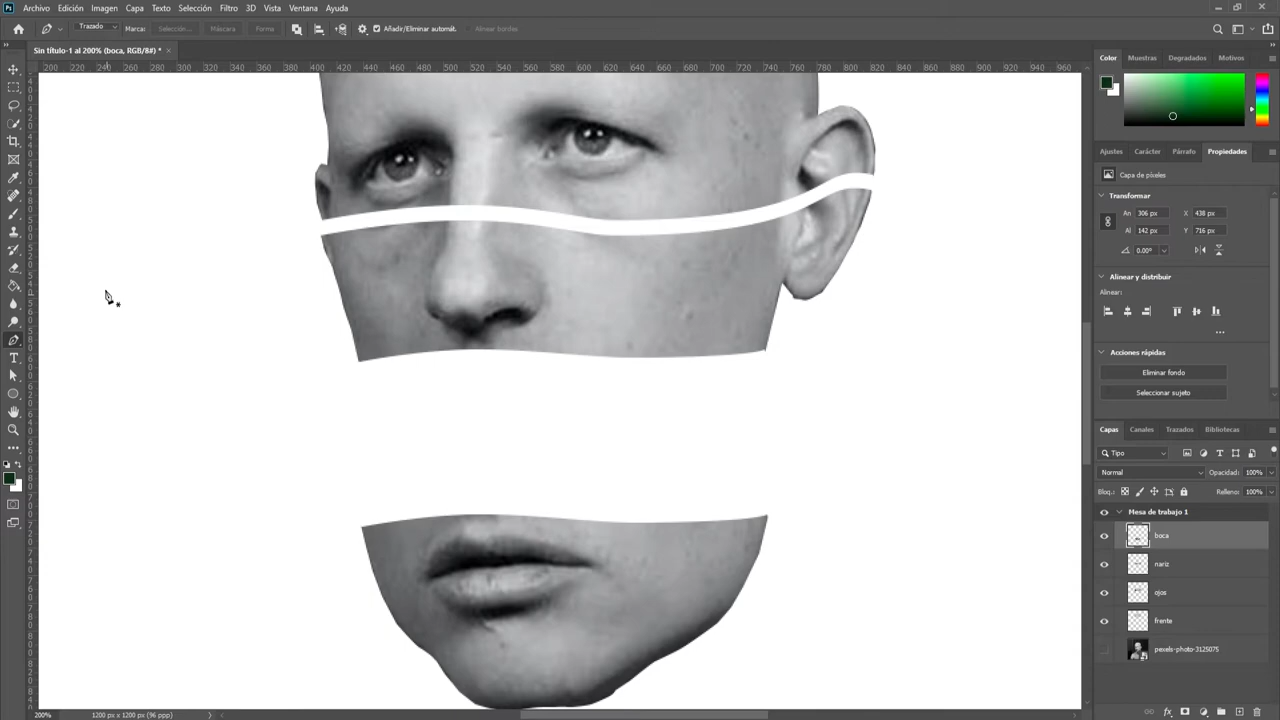 Ps Archivo Edición Imagen Capa Texto Selección Filtro 3D Vista Ventana Ayuda
Trazado Marca: Selección... Máscara Forma Añadir/Eliminar automát. Alinear bordes
Sin título-1 al 200% (boca, RGB/8#) * ×
200 220 240 260 280 300 320 340 360 380 400 420 440 460 480 500 520 540 560 580 600 620 640 660 680 700 720 740 760 780 800 820 840 860 880 900 920 940 960
Color Muestras Degradados Motivos
Ajustes Carácter Párrafo Propiedades
Capa de píxeles
Transformar
An 306 px X 438 px
Al 142 px Y 716 px
0.00°
Alinear y distribuir
Alinear:
...
Acciones rápidas
Eliminar fondo
Seleccionar sujeto
Capas Canales Trazados Bibliotecas
Tipo
Normal Opacidad: 100%
Bloq.: Relleno: 100%
Mesa de trabajo 1
boca
nariz
ojos
frente
pexels-photo-3125075
200% 1200 px x 1200 px (96 ppp)